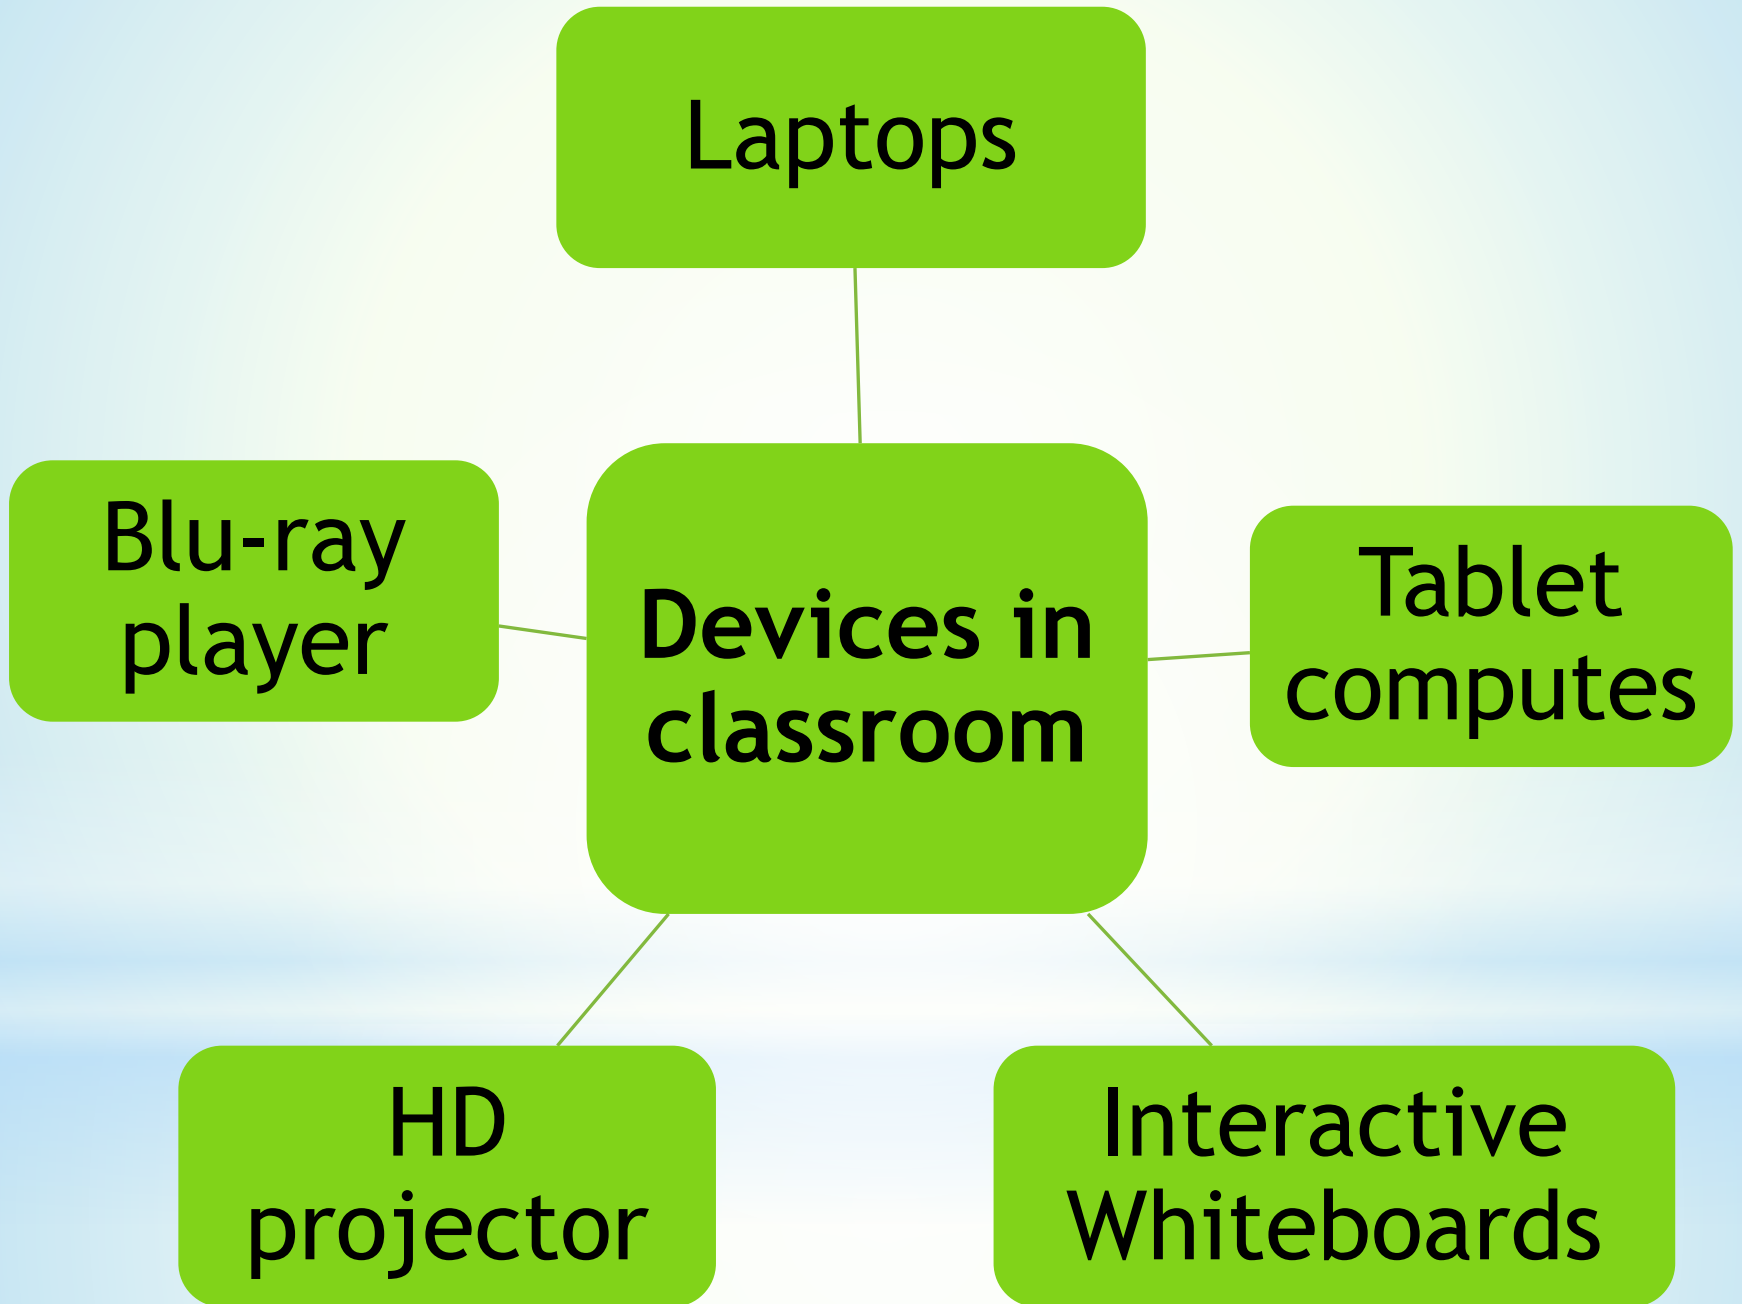 Laptops
Blu-ray
player
Devices in
classroom
Tablet
computes
HD
projector
Interactive
Whiteboards